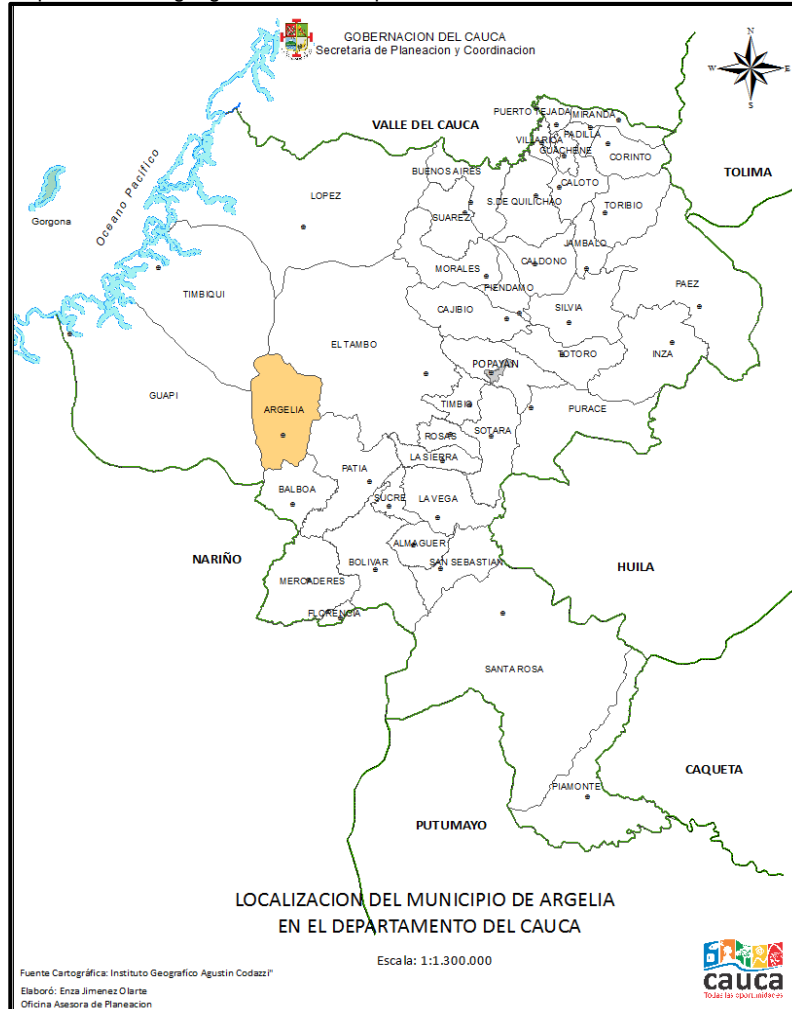 GOBERNACION DEL CAUCA
Secretaria de Planeacion y Coordinacion
N
W
E
S
VALLE DEL CAUCA
PUERTO TEJADA
MIRANDA
PADILLA
VILLARICA
GUACHENE
CORINTO
TOLIMA
BUENOS AIRES
Oceano Pacifico
Gorgona
LOPEZ
S.DE QUILICHAO
CALOTO
SUAREZ
TORIBIO
JAMBALO
MORALES
CALDONO
TIMBIQUI
PIENDAMO
PAEZ
CAJIBIO
SILVIA
EL TAMBO
TOTORO
INZA
POPAYAN
GUAPI
ARGELIA
TIMBIO
PURACE
ROSAS
SOTARA
LA SIERRA
PATIA
BALBOA
SUCRE
LA VEGA
ALMAGUER
NARIÑO
BOLIVAR
SAN SEBASTIAN
HUILA
MERCADERES
FLORENCIA
SANTA ROSA
CAQUETA
PIAMONTE
PUTUMAYO
LOCALIZACION DEL MUNICIPIO DE ARGELIA
EN EL DEPARTAMENTO DEL CAUCA
Escala: 1:1.300.000
Fuente Cartográfica: Instituto Geografico Agustin Codazzi"
Elaboró: Enza Jimenez Olarte
Oficina Asesora de Planeacion
cauca
Todas las oportunidades